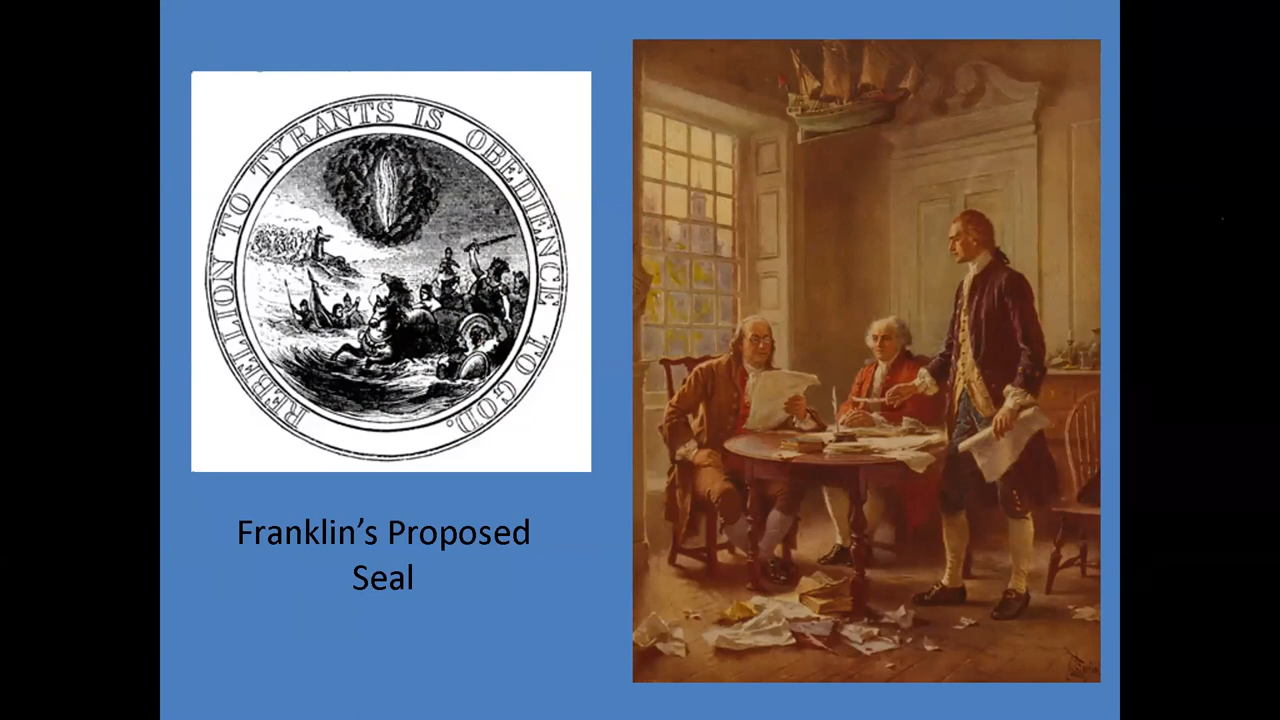 REBELLION TO TYRANTS IS OBEDIENCE TO GOD.
Franklin’s Proposed
Seal